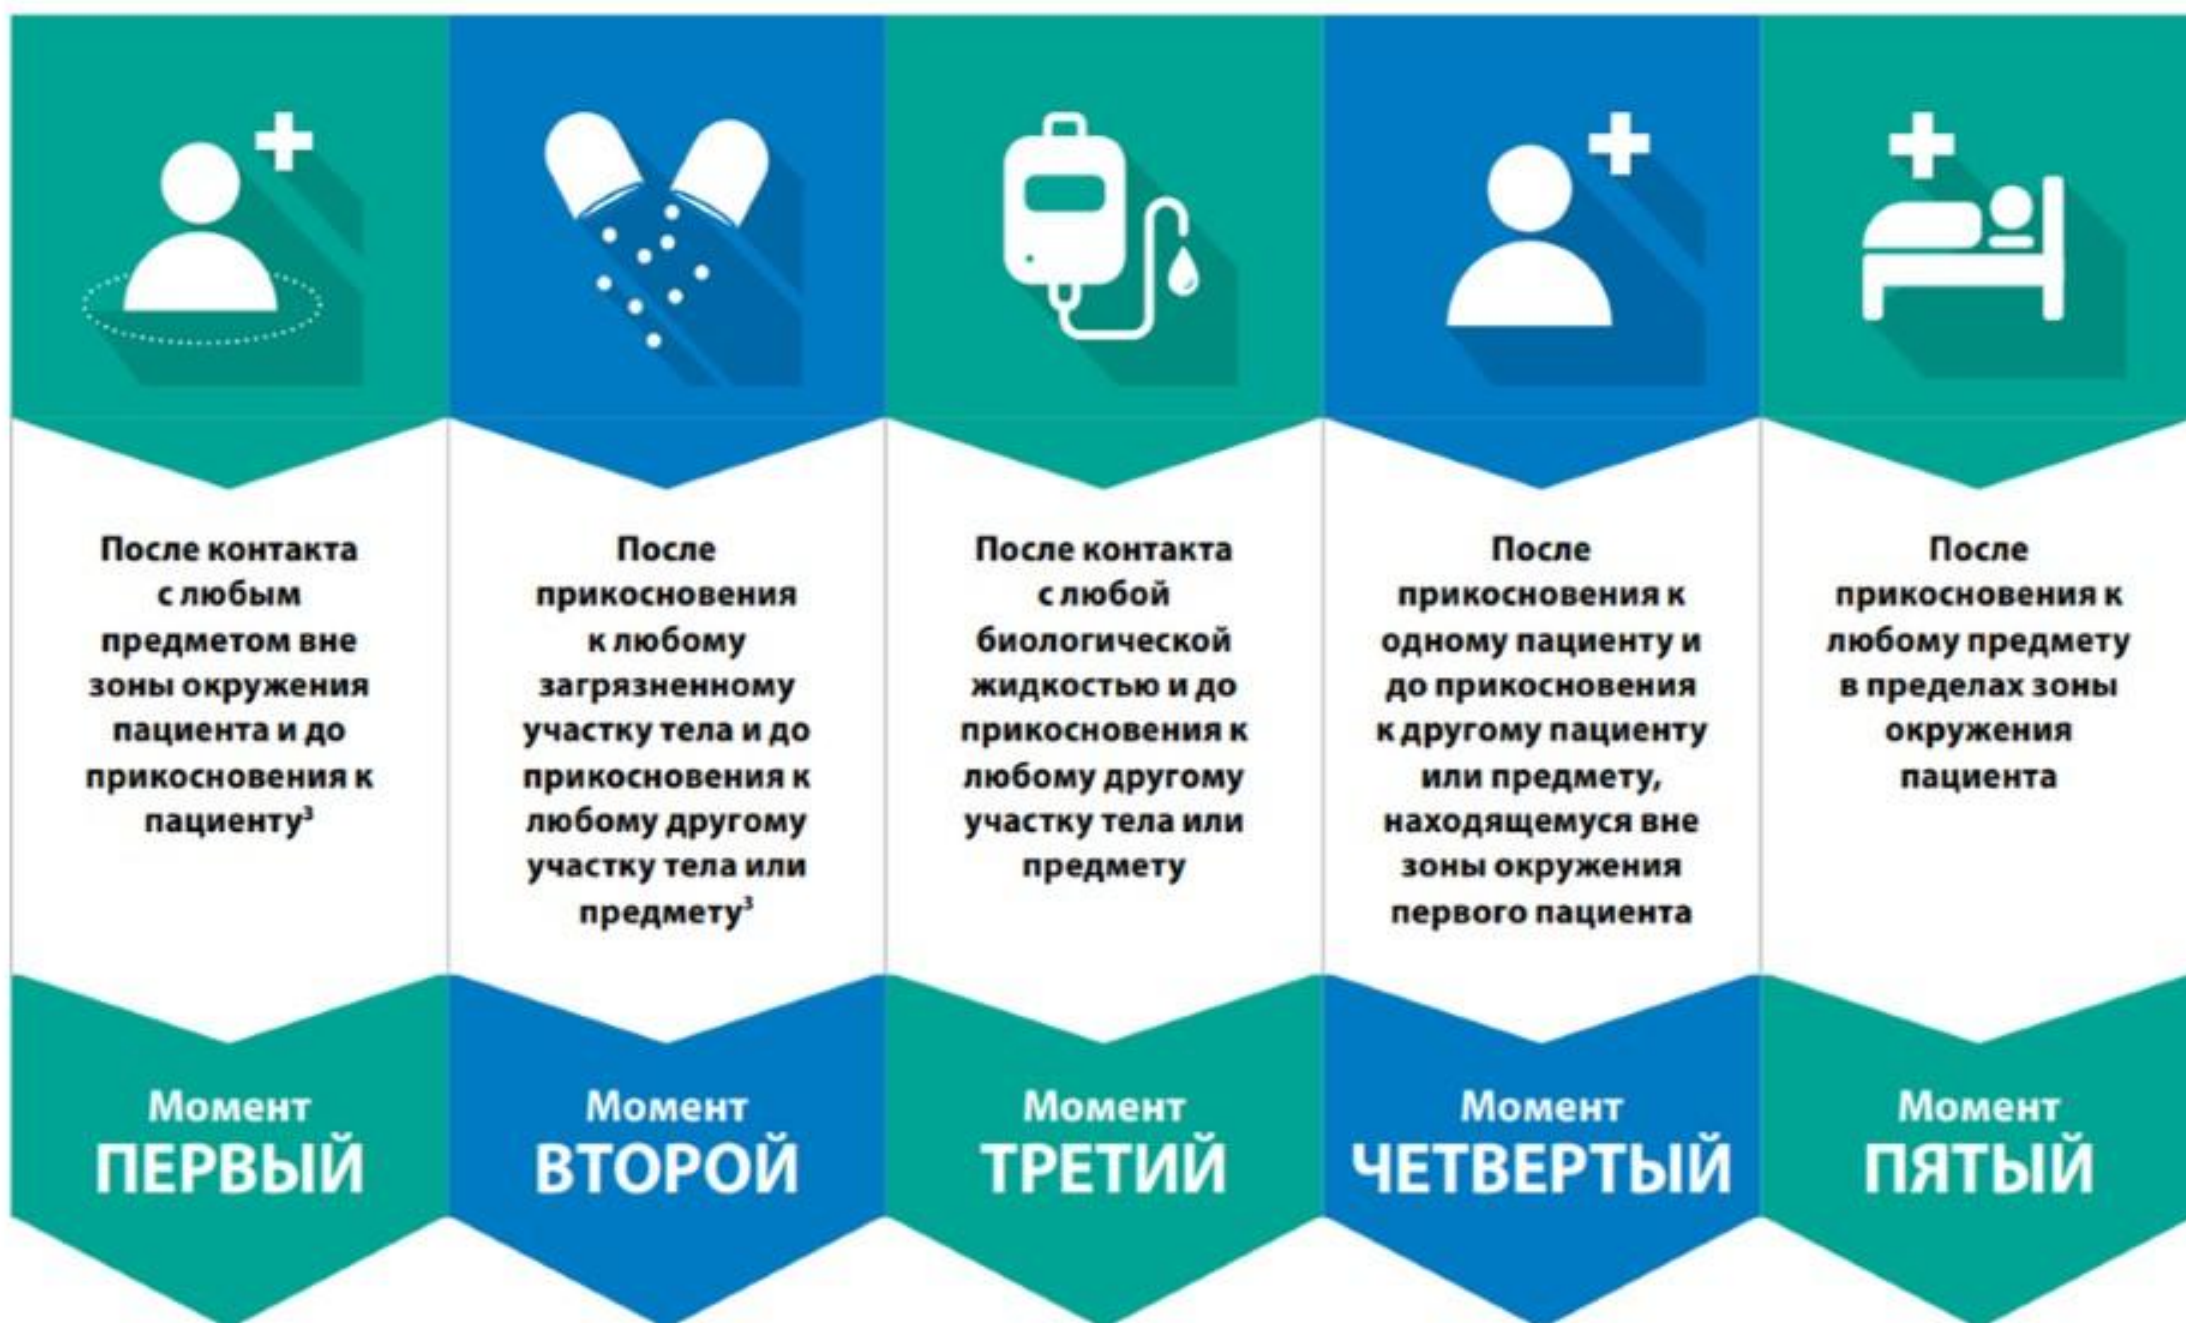 После контакта
с любым
предметом вне
зоны окружения
пациента и до
прикосновения к
пациенту³
После
прикосновения
к любому
загрязненному
участку тела и до
прикосновения к
любому другому
участку тела или
предмету³
После контакта
с любой
биологической
жидкостью и до
прикосновения к
любому другому
участку тела или
предмету
После
прикосновения к
одному пациенту и
до прикосновения
к другому пациенту
или предмету,
находящемуся вне
зоны окружения
первого пациента
После
прикосновения к
любому предмету
в пределах зоны
окружения
пациента
Момент
ПЕРВЫЙ
Момент
ВТОРОЙ
Момент
ТРЕТИЙ
Момент
ЧЕТВЕРТЫЙ
Момент
ПЯТЫЙ